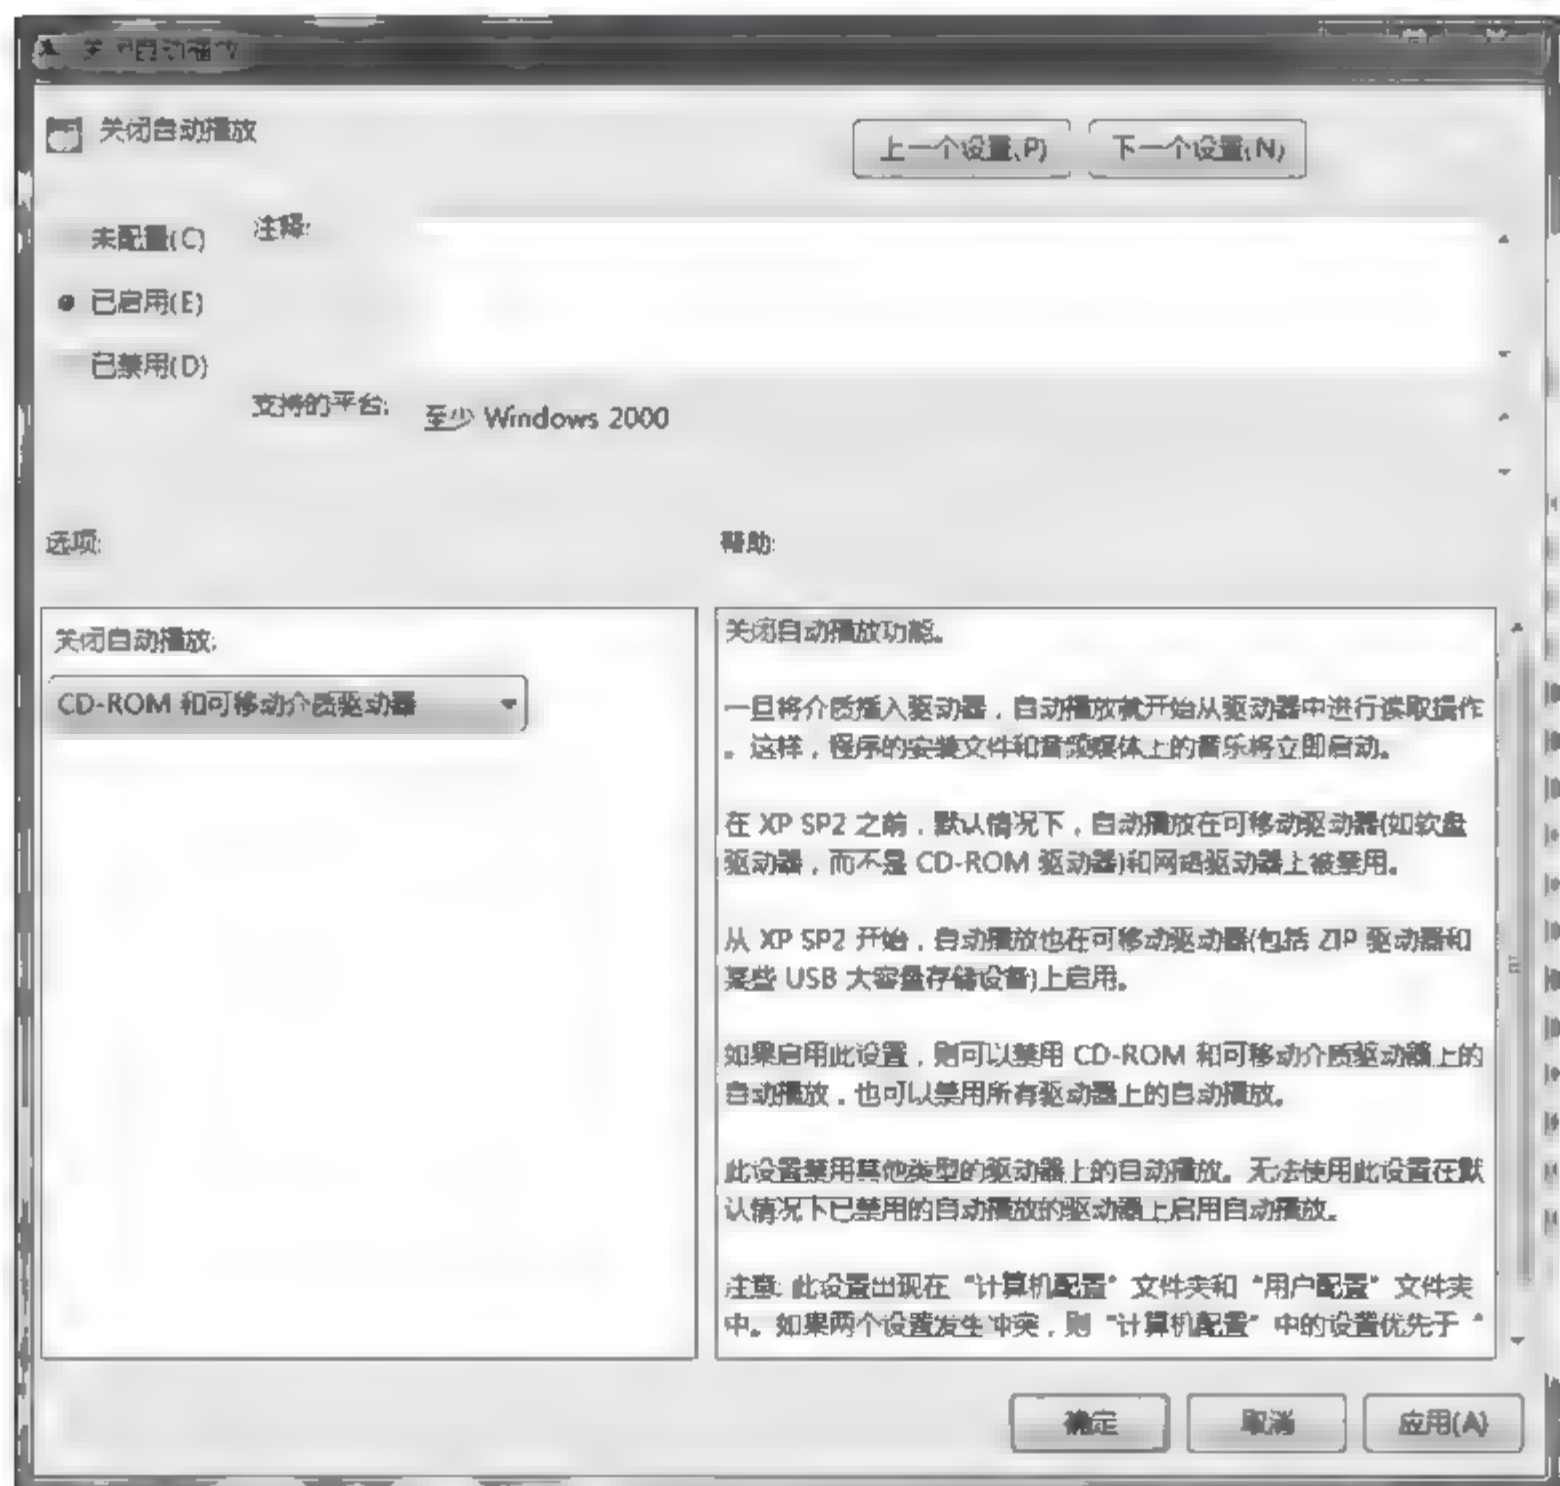 关闭自动播放
关闭自动播放
上一个设置(P) 下一个设置(N)
未配置(C) 注释:
已启用(E)
已禁用(D)
支持的平台: 至少 Windows 2000
选项: 帮助:
关闭自动播放:
CD-ROM 和可移动介质驱动器
关闭自动播放功能。
一旦将介质插入驱动器，自动播放就开始从驱动器中进行读取操作
。这样，程序的安装文件和音频媒体上的音乐将立即启动。
在 XP SP2 之前，默认情况下，自动播放在可移动驱动器(如软盘
驱动器，而不是 CD-ROM 驱动器)和网络驱动器上被禁用。
从 XP SP2 开始，自动播放也在可移动驱动器(包括 ZIP 驱动器和
某些 USB 大容量存储设备)上启用。
如果启用此设置，则可以禁用 CD-ROM 和可移动介质驱动器上的
自动播放，也可以禁用所有驱动器上的自动播放。
此设置禁用其他类型的驱动器上的自动播放。无法使用此设置在默
认情况下已禁用的自动播放的驱动器上启用自动播放。
注意: 此设置出现在“计算机配置”文件夹和“用户配置”文件夹
中。如果两个设置发生冲突，则“计算机配置”中的设置优先于“
确定 取消 应用(A)